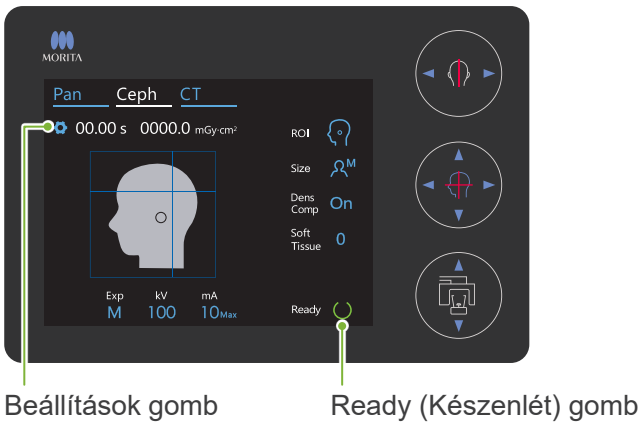 MORITA
Pan Ceph CT
00.00 s 0000.0 mGy·cm²
ROI
Size M
Dens
Comp On
Soft
Tissue 0
Exp kV mA
M 100 10Max
Ready
Beállítások gomb
Ready (Készenlét) gomb